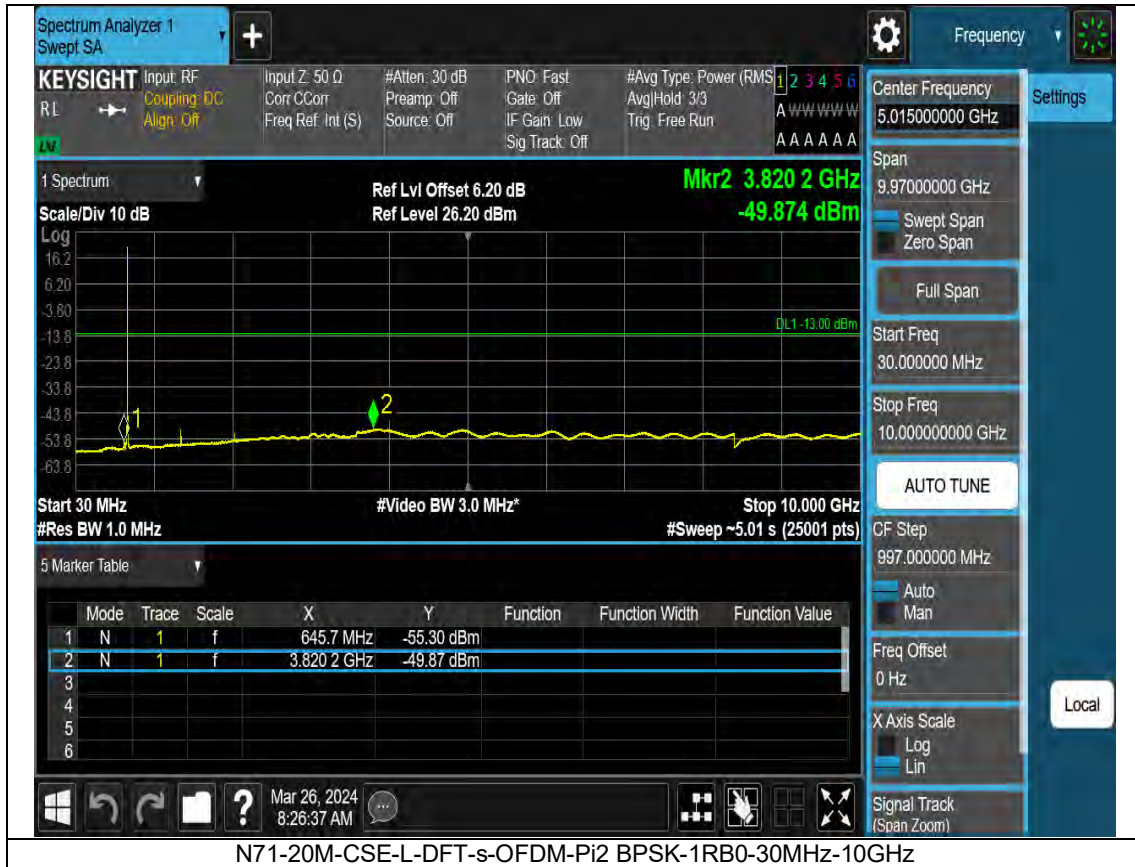 Spectrum Analyzer 1
Swept SA
+
Frequency
KEYSIGHT
Input: RF
Coupling: DC
Align: Off
Input Z: 50 Ω
Corr CCorr
Freq Ref: Int (S)
#Atten: 30 dB
Preamp: Off
Source: Off
PNO: Fast
Gate: Off
IF Gain: Low
Sig Track: Off
#Avg Type: Power (RMS
Avg|Hold: 3/3
Trig: Free Run
1 2 3 4 5 6
A W W W W W
A A A A A A
RL
Center Frequency
5.015000000 GHz
Settings
Span
9.97000000 GHz
Swept Span
Zero Span
Full Span
Start Freq
30.000000 MHz
Stop Freq
10.000000000 GHz
AUTO TUNE
CF Step
997.000000 MHz
Auto
Man
Freq Offset
0 Hz
X Axis Scale
Log
Lin
Signal Track
(Span Zoom)
Local
1 Spectrum
Scale/Div 10 dB
Log
Ref Lvl Offset 6.20 dB
Ref Level 26.20 dBm
Mkr2 3.820 2 GHz
-49.874 dBm
16.2
6.20
-3.80
-13.8
-23.8
-33.8
-43.8
-53.8
-63.8
DL1 -13.00 dBm
1
2
Start 30 MHz
#Video BW 3.0 MHz*
Stop 10.000 GHz
#Res BW 1.0 MHz
#Sweep ~5.01 s (25001 pts)
5 Marker Table
Mode Trace Scale X Y Function Function Width Function Value
1 N 1 f 645.7 MHz -55.30 dBm
2 N 1 f 3.820 2 GHz -49.87 dBm
3
4
5
6
?
Mar 26, 2024
8:26:37 AM
N71-20M-CSE-L-DFT-s-OFDM-Pi2 BPSK-1RB0-30MHz-10GHz